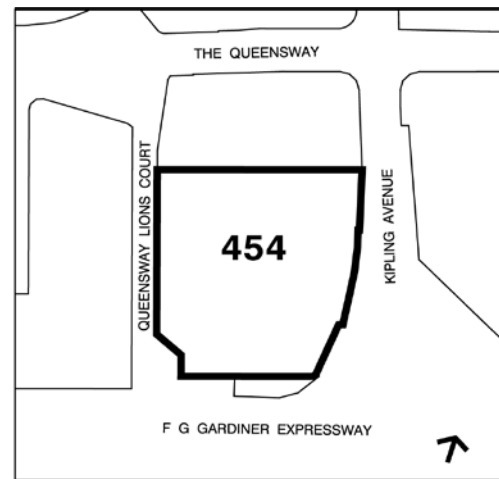 THE QUEENSWAY
QUEENSWAY LIONS COURT
454
KIPLING AVENUE
F G GARDINER EXPRESSWAY